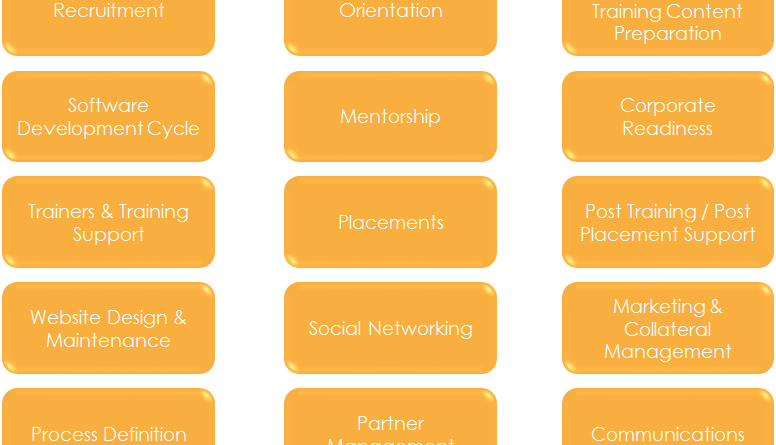 Recruitment
Orientation
Training Content
Preparation
Software
Development Cycle
Mentorship
Corporate
Readiness
Trainers & Training
Support
Placements
Post Training / Post
Placement Support
Website Design &
Maintenance
Social Networking
Marketing &
Collateral
Management
Process Definition
Partner
Management
Communications